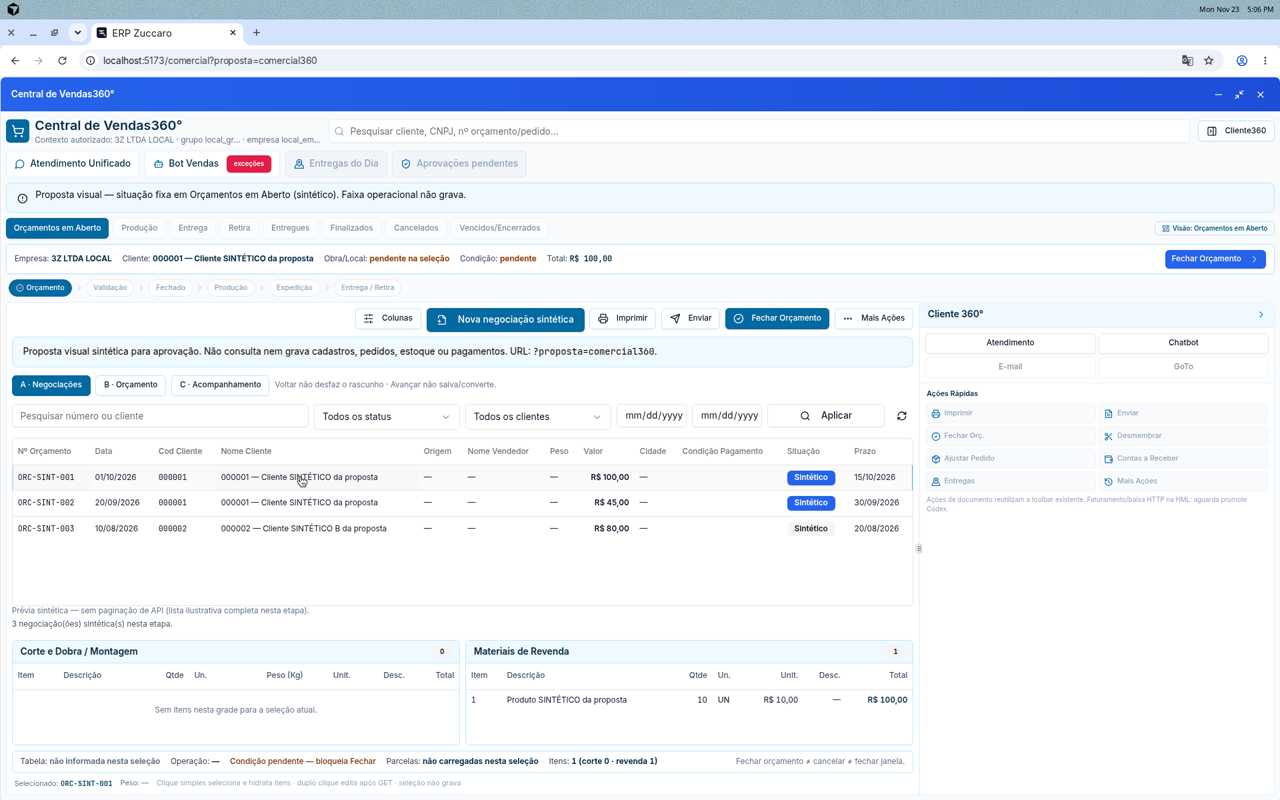 Mon Nov 23 5:06 PM
ERP Zuccaro
localhost:5173/comercial?proposta=comercial360
Central de Vendas360°
Central de Vendas360°
Contexto autorizado: 3Z LTDA LOCAL · grupo local_gr... · empresa local_em...
Pesquisar cliente, CNPJ, nº orçamento/pedido...
Cliente360
Atendimento Unificado
Bot Vendas exceções
Entregas do Dia
Aprovações pendentes
Proposta visual — situação fixa em Orçamentos em Aberto (sintético). Faixa operacional não grava.
Orçamentos em Aberto Produção Entrega Retira Entregues Finalizados Cancelados Vencidos/Encerrados Visão: Orçamentos em Aberto
Empresa: 3Z LTDA LOCAL Cliente: 000001 — Cliente SINTÉTICO da proposta Obra/Local: pendente na seleção Condição: pendente Total: R$ 100,00 Fechar Orçamento
Orçamento Validação Fechado Produção Expedição Entrega / Retira
Colunas Nova negociação sintética Imprimir Enviar Fechar Orçamento Mais Ações
Proposta visual sintética para aprovação. Não consulta nem grava cadastros, pedidos, estoque ou pagamentos. URL: ?proposta=comercial360.
A · Negociações B · Orçamento C · Acompanhamento Voltar não desfaz o rascunho · Avançar não salva/converte.
Pesquisar número ou cliente Todos os status Todos os clientes mm/dd/yyyy mm/dd/yyyy Aplicar
Nº Orçamento Data Cod Cliente Nome Cliente Origem Nome Vendedor Peso Valor Cidade Condição Pagamento Situação Prazo
ORC-SINT-001 01/10/2026 000001 000001 — Cliente SINTÉTICO da proposta — — — R$ 100,00 — Sintético 15/10/2026
ORC-SINT-002 20/09/2026 000001 000001 — Cliente SINTÉTICO da proposta — — — R$ 45,00 — Sintético 30/09/2026
ORC-SINT-003 10/08/2026 000002 000002 — Cliente SINTÉTICO B da proposta — — — R$ 80,00 — Sintético 20/08/2026
Prévia sintética — sem paginação de API (lista ilustrativa completa nesta etapa).
3 negociação(ões) sintética(s) nesta etapa.
Corte e Dobra / Montagem 0
Item Descrição Qtde Un. Peso (Kg) Unit. Desc. Total
Sem itens nesta grade para a seleção atual.
Materiais de Revenda 1
Item Descrição Qtde Un. Unit. Desc. Total
1 Produto SINTÉTICO da proposta 10 UN R$ 10,00 — R$ 100,00
Tabela: não informada nesta seleção Operação: — Condição pendente — bloqueia Fechar Parcelas: não carregadas nesta seleção Itens: 1 (corte 0 · revenda 1) Fechar orçamento ≠ cancelar ≠ fechar janela.
Selecionado: ORC-SINT-001 Peso: — Clique simples seleciona e hidrata itens · duplo clique edita após GET · seleção não grava
Cliente 360°
Atendimento Chatbot
E-mail GoTo
Ações Rápidas
Imprimir Enviar
Fechar Orç. Desmembrar
Ajustar Pedido Contas a Receber
Entregas Mais Ações
Ações de documento reutilizam a toolbar existente. Faturamento/baixa HTTP na HML: aguarda promote
Codex.